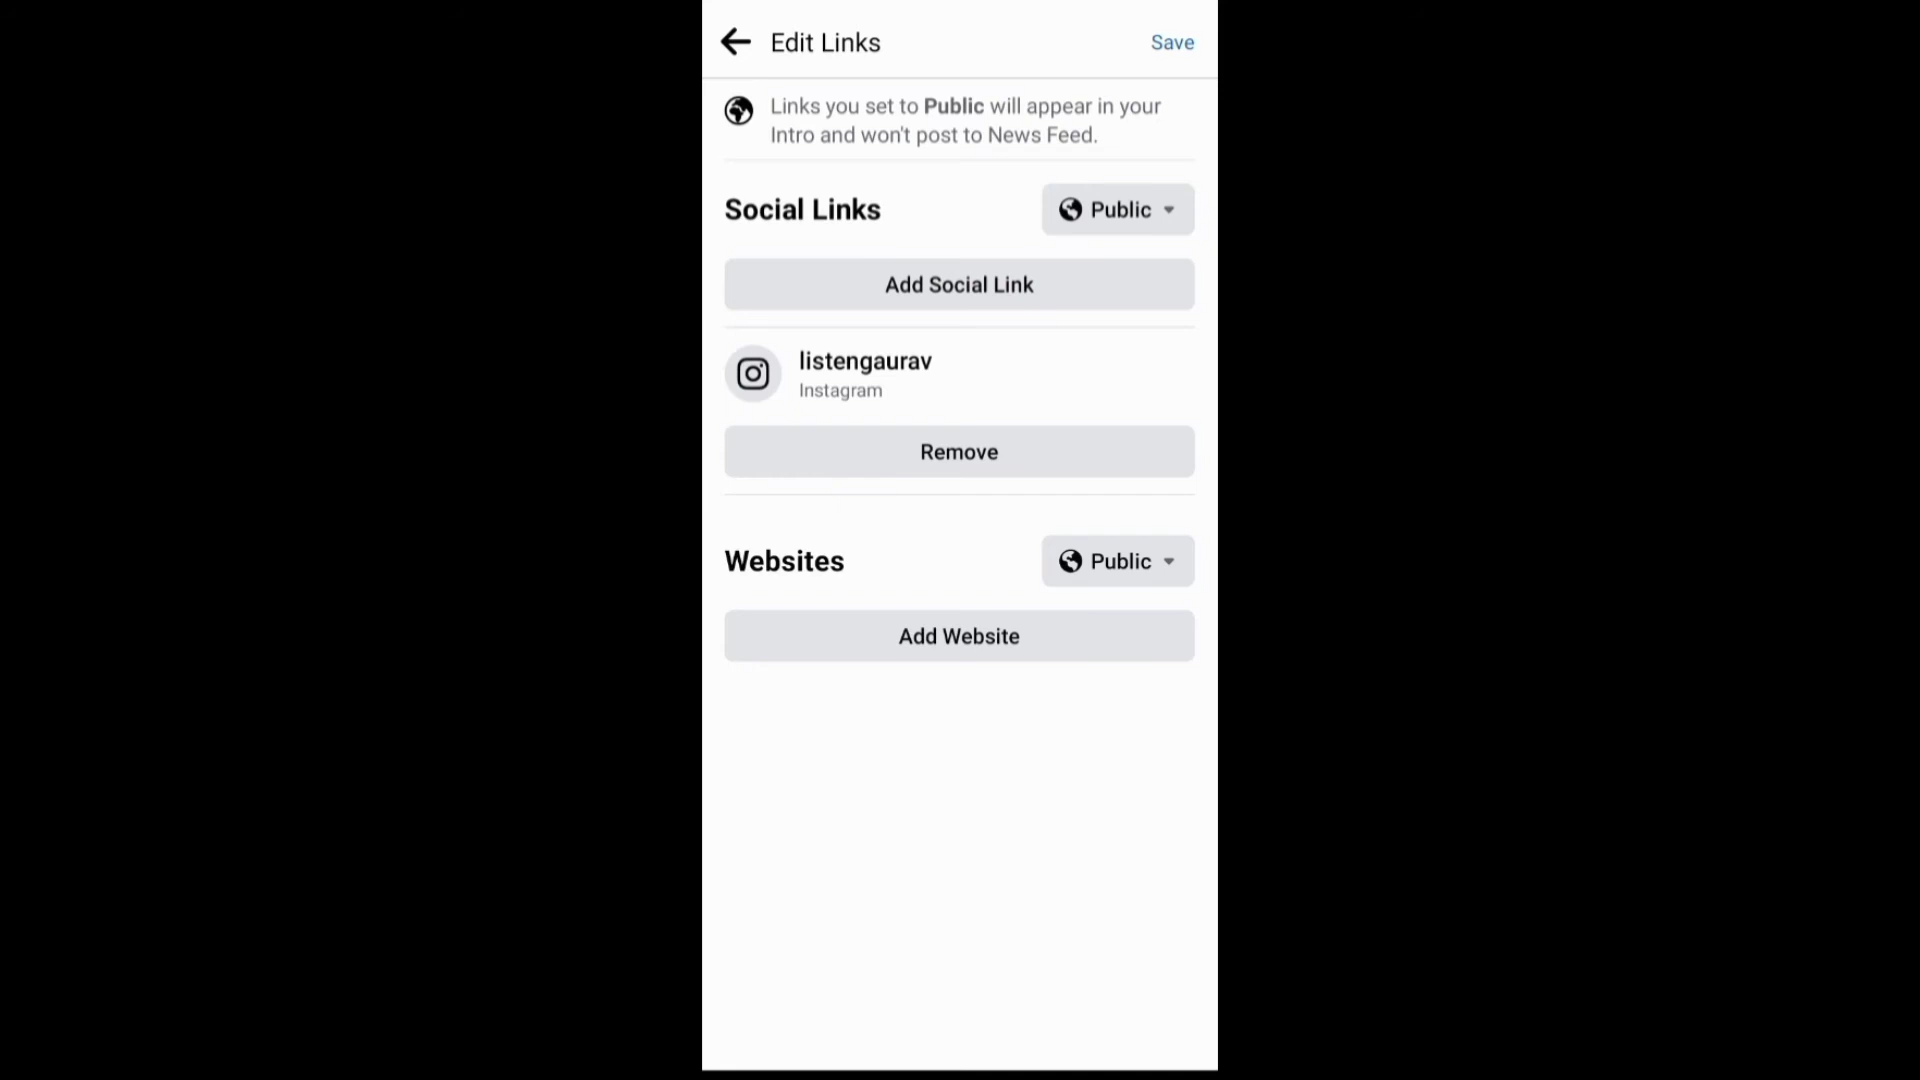 Edit Links
Save
Links you set to Public will appear in your
Intro and won't post to News Feed.
Social Links
Public
Add Social Link
listengaurav
Instagram
Remove
Websites
Public
Add Website